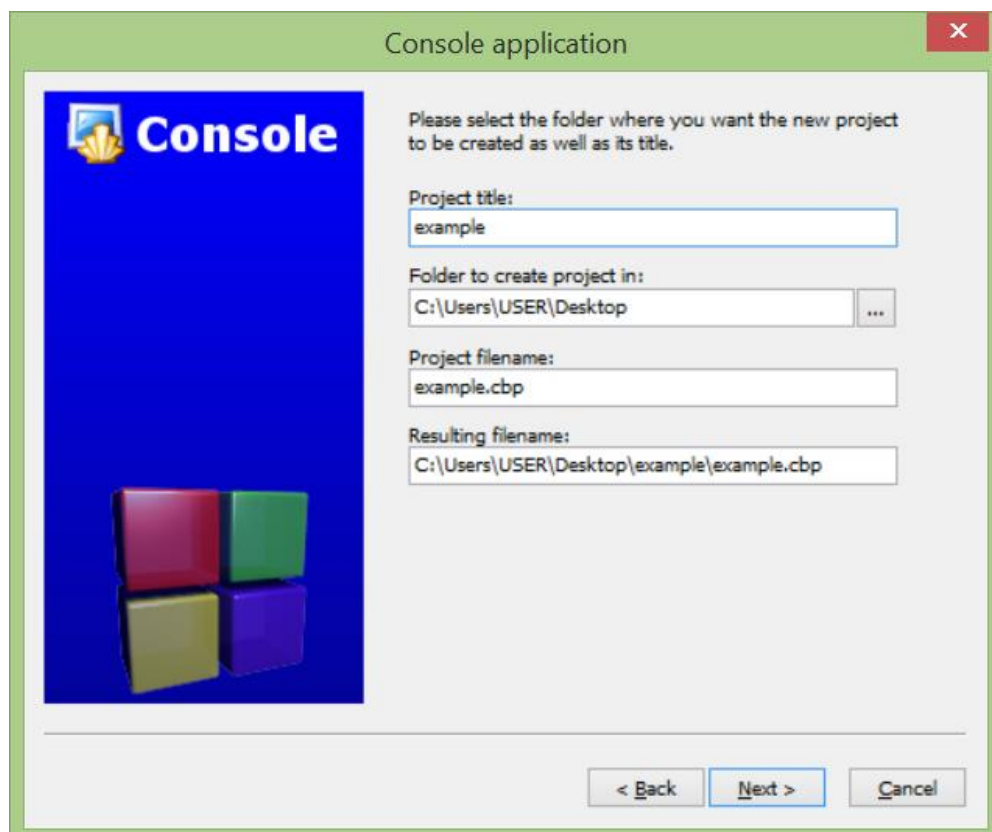 Console application
Console
Please select the folder where you want the new project
to be created as well as its title.
Project title:
example
Folder to create project in:
C:\Users\USER\Desktop
...
Project filename:
example.cbp
Resulting filename:
C:\Users\USER\Desktop\example\example.cbp
< Back
Next >
Cancel